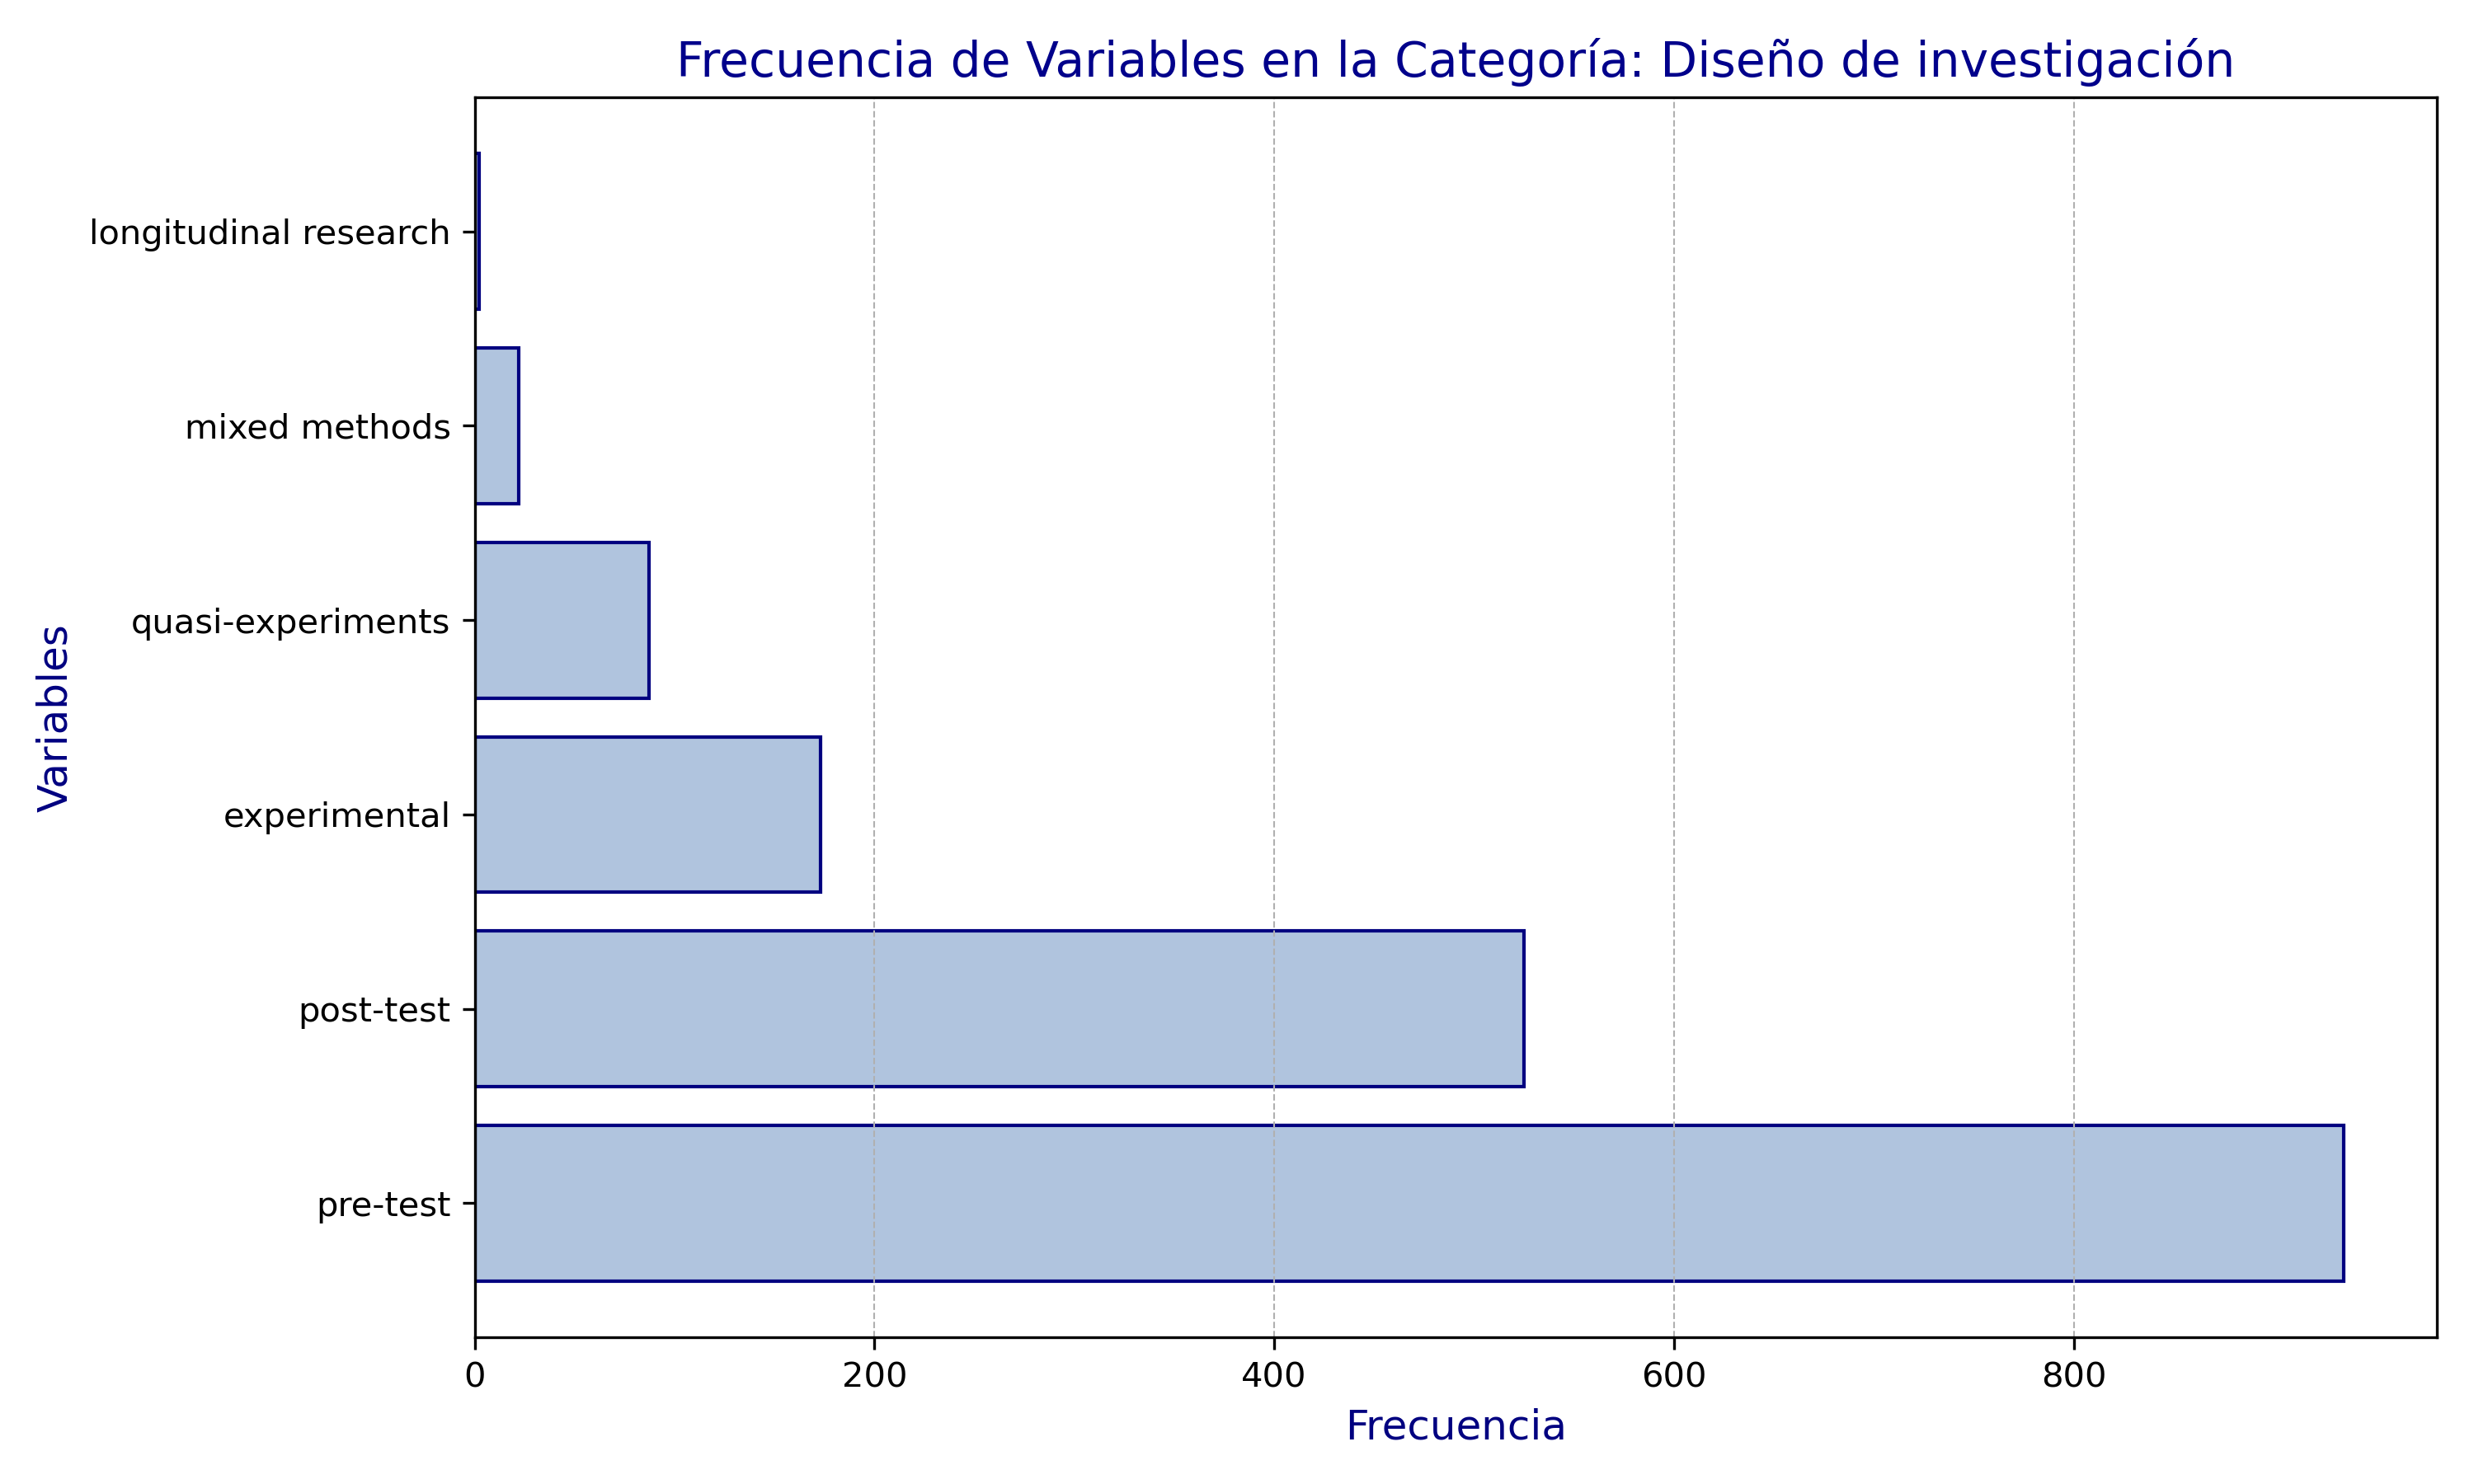 Frecuencia de Variables en la Categoría: Diseño de investigación
Variables
longitudinal research
mixed methods
quasi-experiments
experimental
post-test
pre-test
0 200 400 600 800
Frecuencia